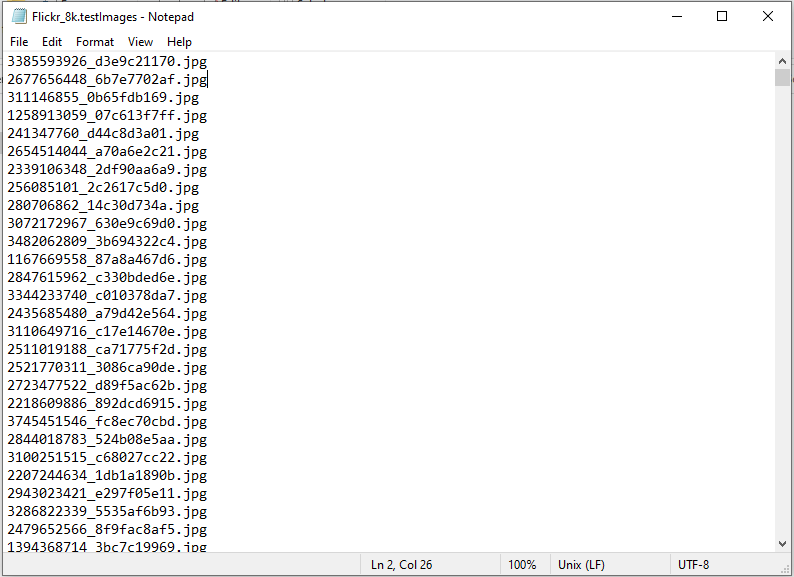 Flickr_8k.testImages - Notepad
File Edit Format View Help
3385593926_d3e9c21170.jpg
2677656448_6b7e7702af.jpg
311146855_0b65fdb169.jpg
1258913059_07c613f7ff.jpg
241347760_d44c8d3a01.jpg
2654514044_a70a6e2c21.jpg
2339106348_2df90aa6a9.jpg
256085101_2c2617c5d0.jpg
280706862_14c30d734a.jpg
3072172967_630e9c69d0.jpg
3482062809_3b694322c4.jpg
1167669558_87a8a467d6.jpg
2847615962_c330bded6e.jpg
3344233740_c010378da7.jpg
2435685480_a79d42e564.jpg
3110649716_c17e14670e.jpg
2511019188_ca71775f2d.jpg
2521770311_3086ca90de.jpg
2723477522_d89f5ac62b.jpg
2218609886_892dcd6915.jpg
3745451546_fc8ec70cbd.jpg
2844018783_524b08e5aa.jpg
3100251515_c68027cc22.jpg
2207244634_1db1a1890b.jpg
2943023421_e297f05e11.jpg
3286822339_5535af6b93.jpg
2479652566_8f9fac8af5.jpg
1394368714_3bc7c19969.jpg
Ln 2, Col 26 100% Unix (LF) UTF-8